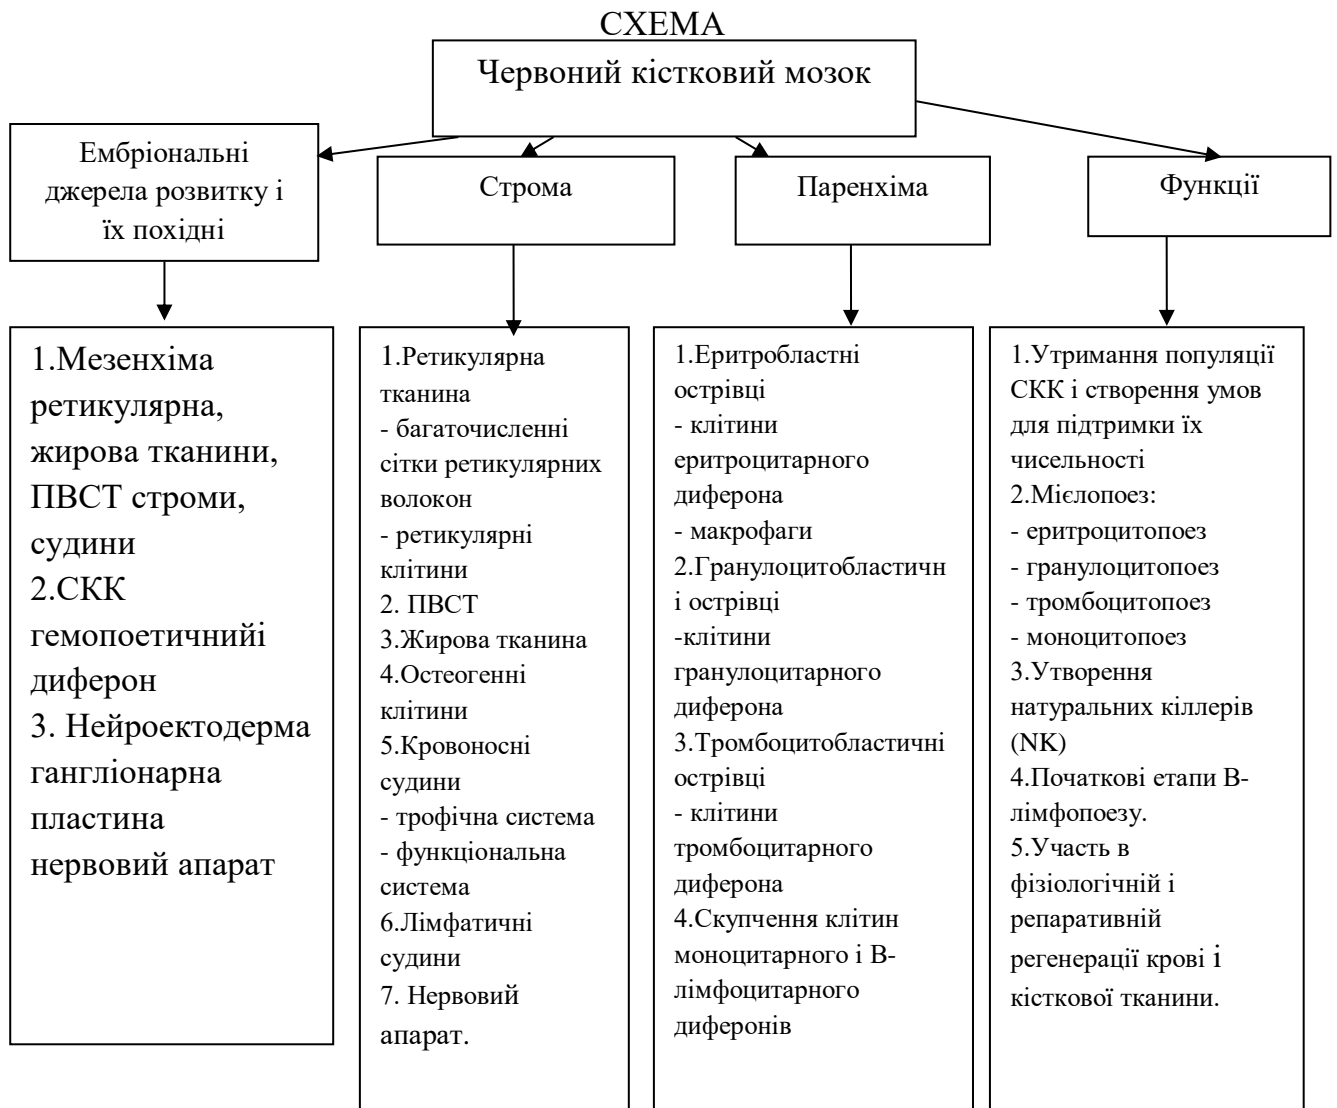 СХЕМА
Червоний кістковий мозок
Ембріональні
джерела розвитку і
їх похідні
Строма
Паренхіма
Функції
1.Мезенхіма
ретикулярна,
жирова тканини,
ПВСТ строми,
судини
2.СКК
гемопоетичнийі
диферон
3. Нейроектодерма
гангліонарна
пластина
нервовий апарат
1.Ретикулярна
тканина
- багаточисленні
сітки ретикулярних
волокон
- ретикулярні
клітини
2. ПВСТ
3.Жирова тканина
4.Остеогенні
клітини
5.Кровоносні
судини
- трофічна система
- функціональна
система
6.Лімфатичні
судини
7. Нервовий
апарат.
1.Еритробластні
острівці
- клітини
еритроцитарного
диферона
- макрофаги
2.Гранулоцитобластичн
і острівці
-клітини
гранулоцитарного
диферона
3.Тромбоцитобластичні
острівці
- клітини
тромбоцитарного
диферона
4.Скупчення клітин
моноцитарного і В-
лімфоцитарного
диферонів
1.Утримання популяції
СКК і створення умов
для підтримки їх
чисельності
2.Мієлопоез:
- еритроцитопоез
- гранулоцитопоез
- тромбоцитопоез
- моноцитопоез
3.Утворення
натуральних кіллерів
(NK)
4.Початкові етапи В-
лімфопоезу.
5.Участь в
фізіологічній і
репаративній
регенерації крові і
кісткової тканини.